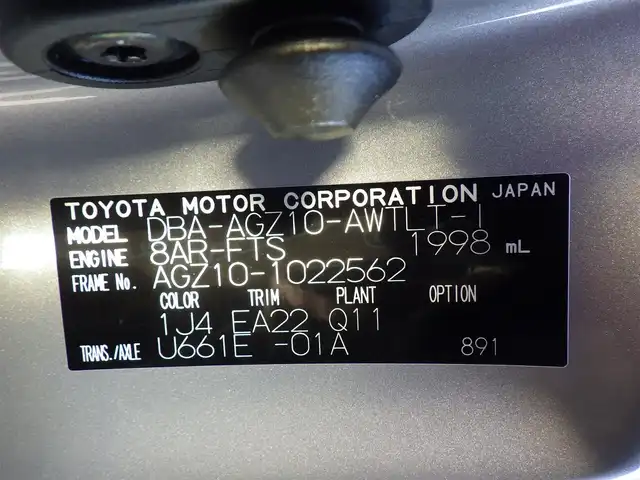 TOYOTA MOTOR CORPORATION JAPAN
MODEL DBA-AGZ10-AWTLT-I
ENGINE 8AR-FTS 1998 mL
FRAME No. AGZ10-1022562
COLOR TRIM PLANT OPTION
1J4 EA22 Q11
TRANS./AXLE U661E -01A 891